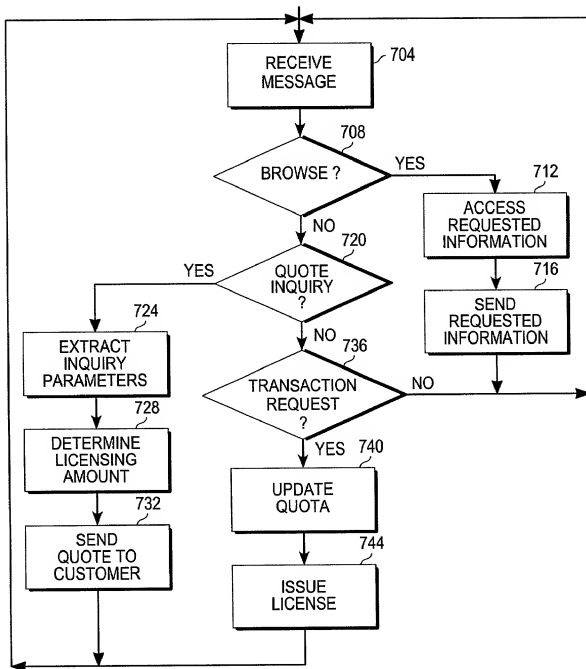 RECEIVE
MESSAGE
704
708
BROWSE ?
YES
NO
712
ACCESS
REQUESTED
INFORMATION
716
SEND
REQUESTED
INFORMATION
720
YES
QUOTE
INQUIRY
?
NO
724
EXTRACT
INQUIRY
PARAMETERS
728
DETERMINE
LICENSING
AMOUNT
732
SEND
QUOTE TO
CUSTOMER
736
TRANSACTION
REQUEST
?
NO
YES
740
UPDATE
QUOTA
744
ISSUE
LICENSE